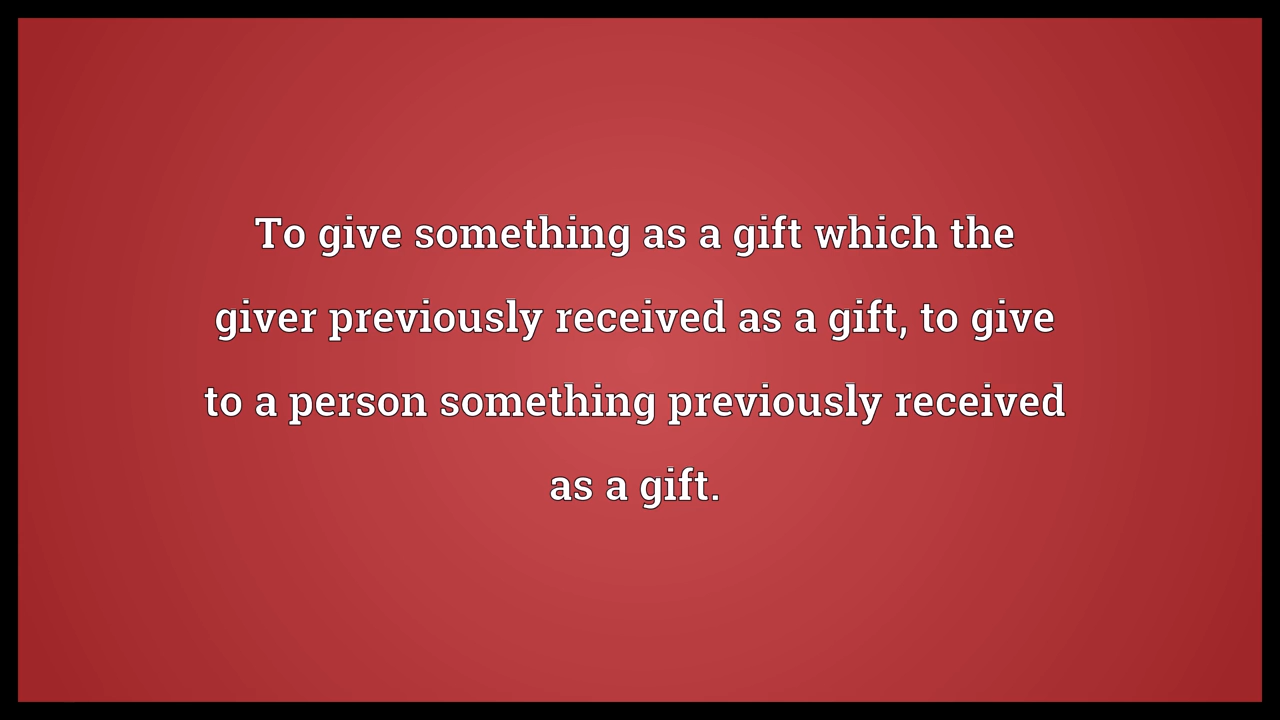 To give something as a gift which the
giver previously received as a gift, to give
to a person something previously received
as a gift.